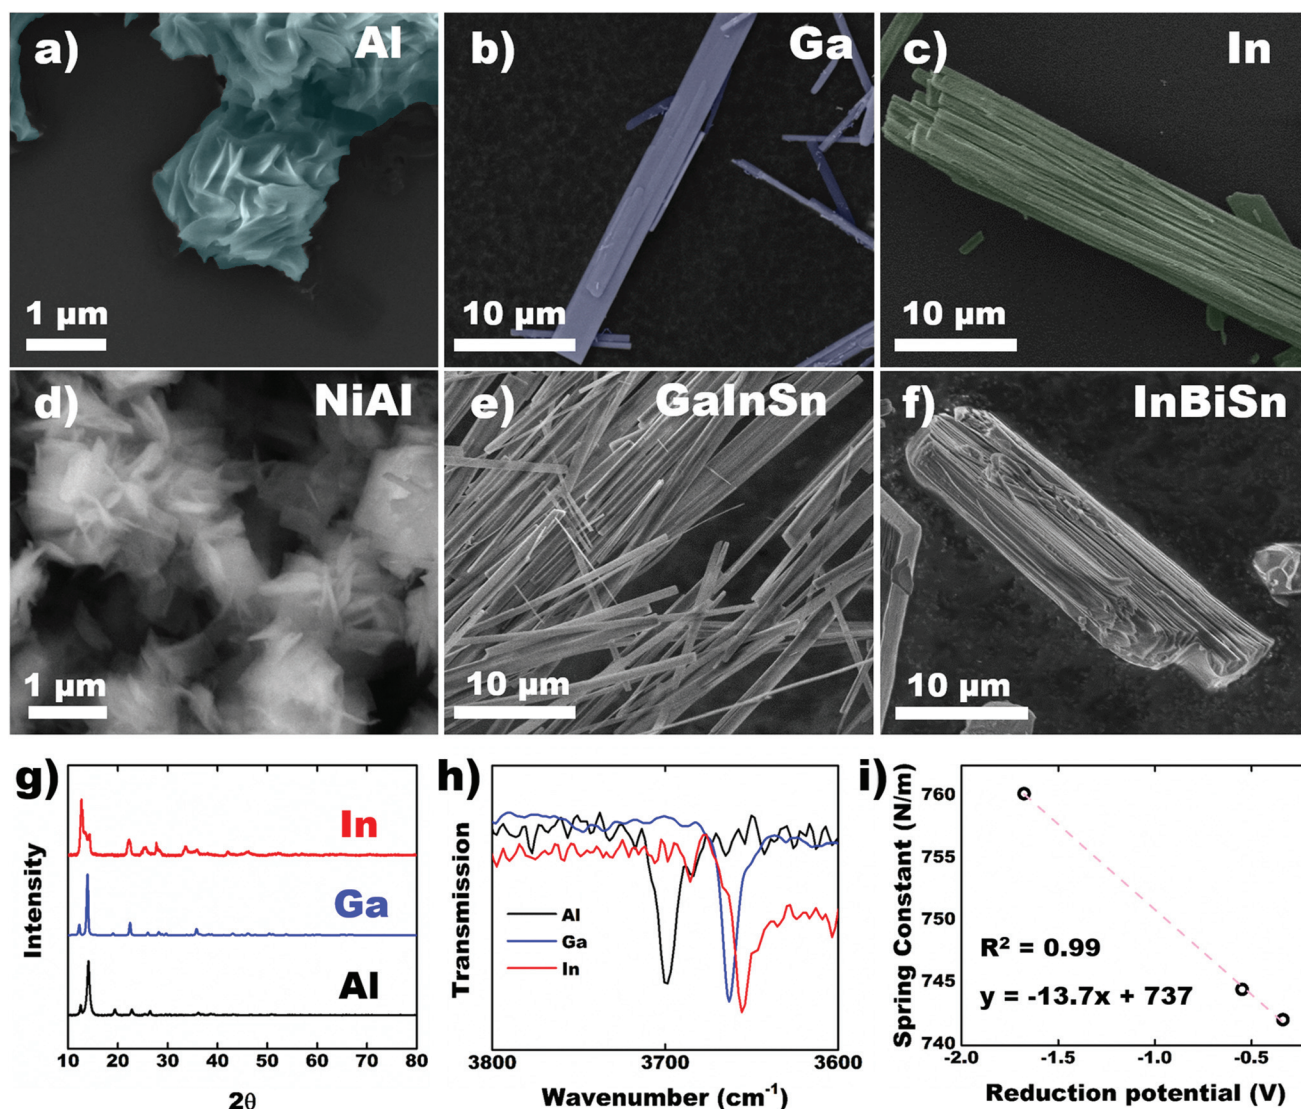 a) Al
1 μm
b) Ga
10 μm
c) In
10 μm
d) NiAl
1 μm
e) GaInSn
10 μm
f) InBiSn
10 μm
g)
In
Ga
Al
Intensity
10 20 30 40 50 60 70 80
2θ
h)
Transmission
Al
Ga
In
3800 3700 3600
Wavenumber (cm⁻¹)
i)
Spring Constant (N/m)
760
755
750
745
740
R² = 0.99
y = -13.7x + 737
-2.0 -1.5 -1.0 -0.5
Reduction potential (V)